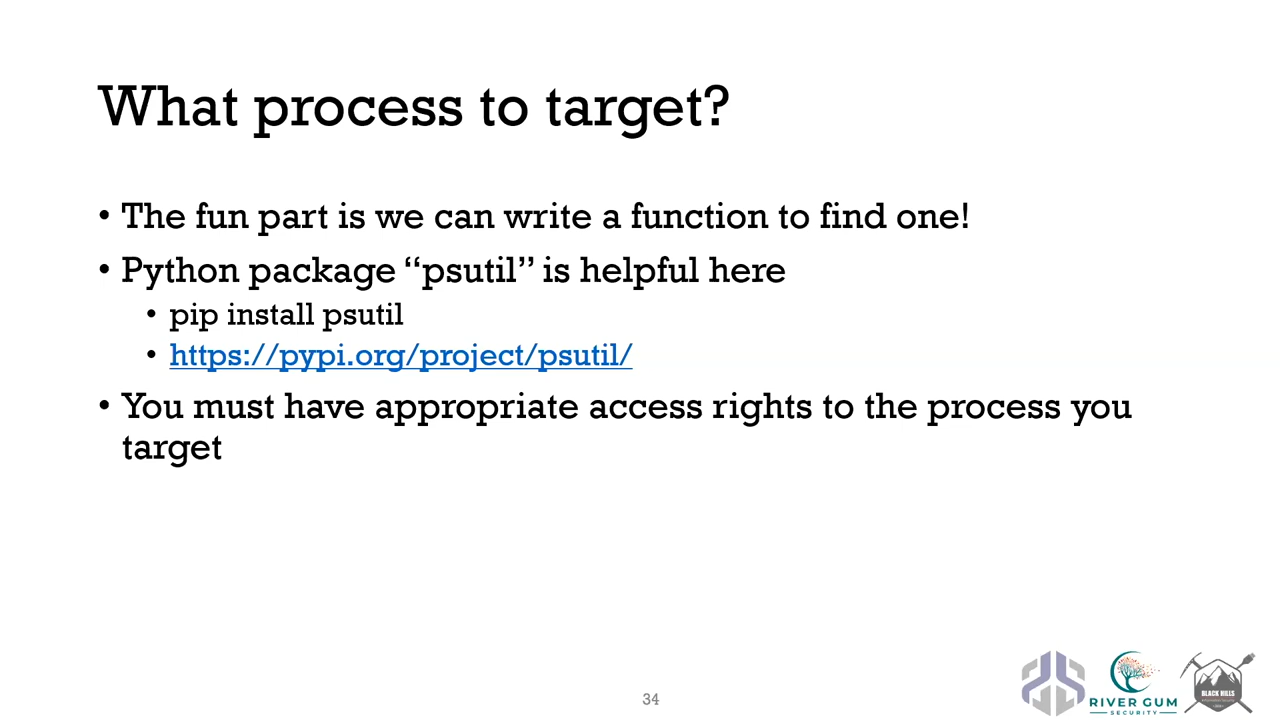 What process to target?
• The fun part is we can write a function to find one!
• Python package “psutil” is helpful here
• pip install psutil
• https://pypi.org/project/psutil/
• You must have appropriate access rights to the process you
target
34
RIVER GUM
SECURITY
BLACK HILLS